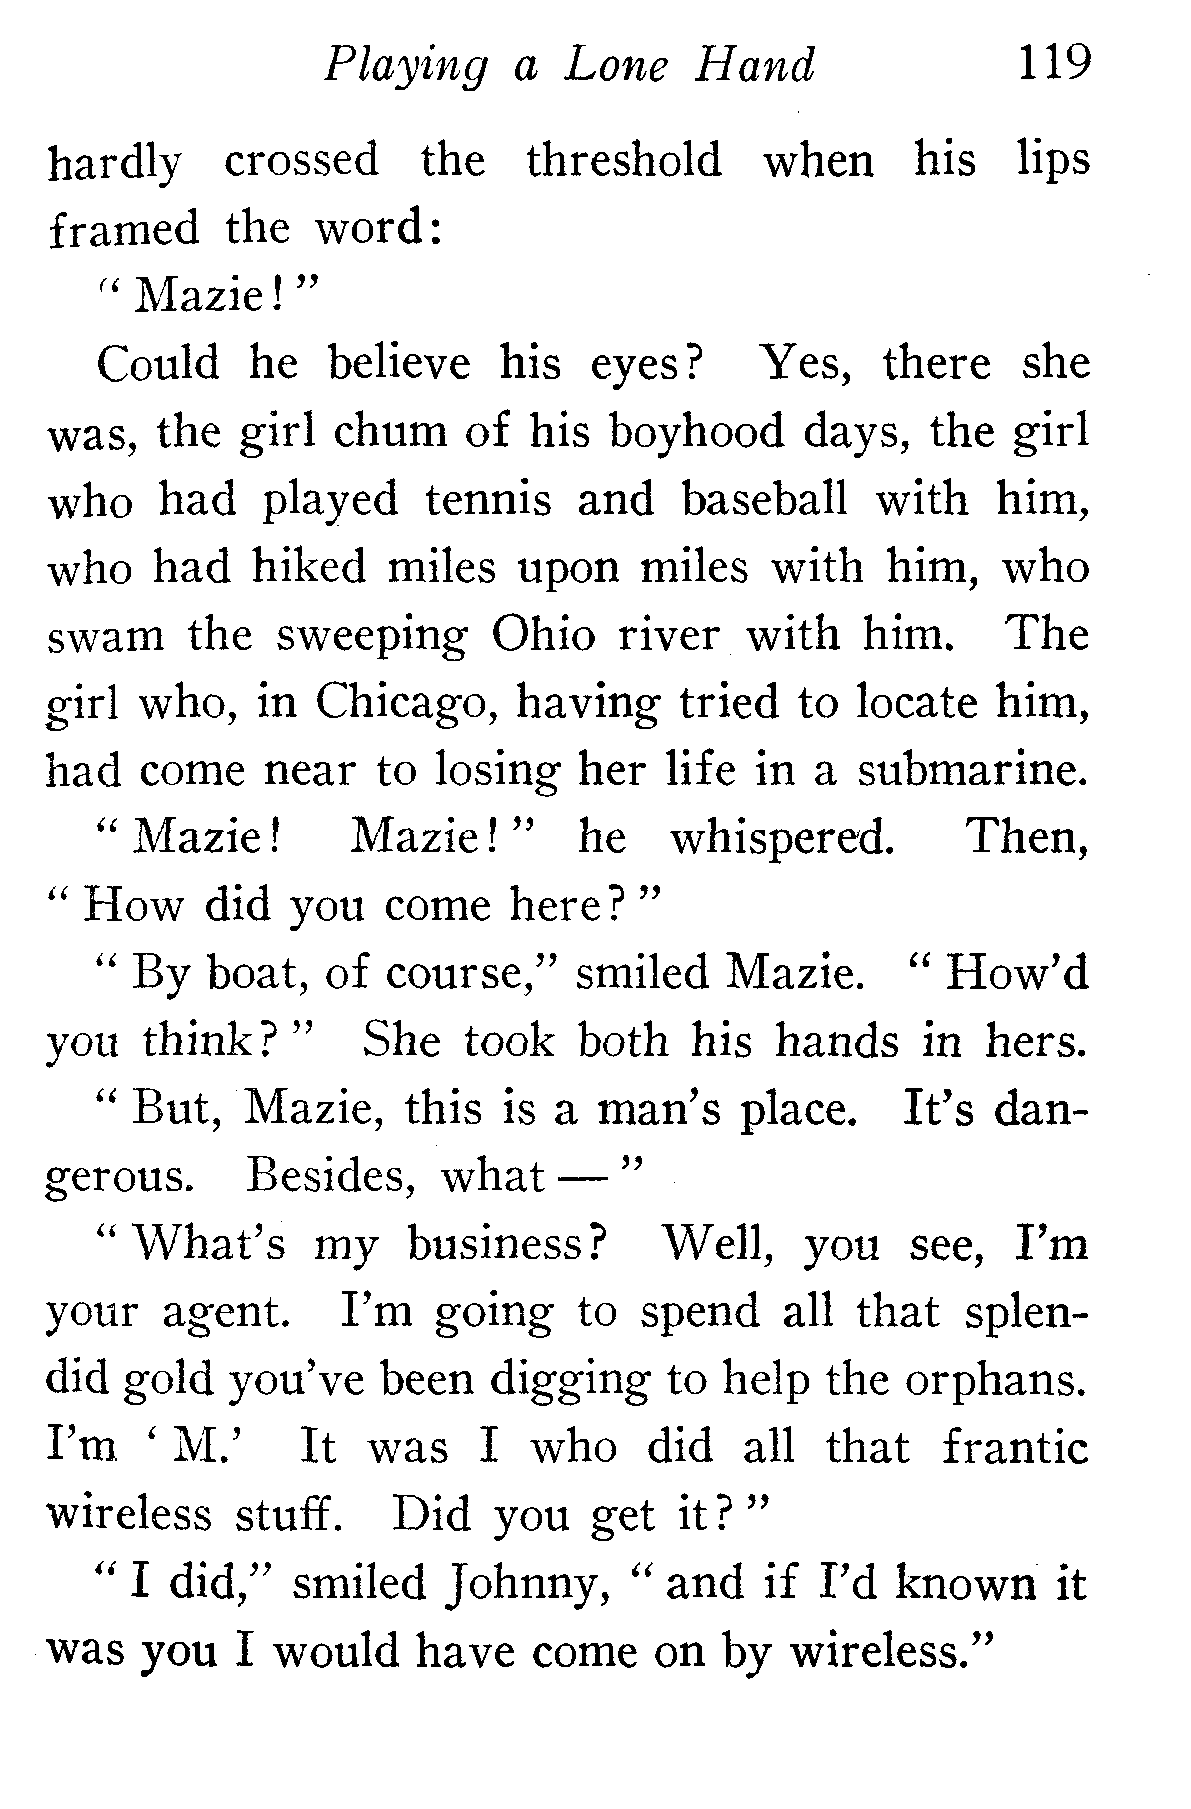 Playing a Lone Hand 119
hardly crossed the threshold when his lips
framed the word:
“ Mazie! ”
Could he believe his eyes? Yes, there she
was, the girl chum of his boyhood days, the girl
who had played tennis and baseball with him,
who had hiked miles upon miles with him, who
swam the sweeping Ohio river with him. The
girl who, in Chicago, having tried to locate him,
had come near to losing her life in a submarine.
“ Mazie! Mazie! ” he whispered. Then,
“ How did you come here? ”
“ By boat, of course,” smiled Mazie. “ How’d
you think? ” She took both his hands in hers.
“ But, Mazie, this is a man’s place. It’s dan-
gerous. Besides, what — ”
“ What’s my business? Well, you see, I’m
your agent. I’m going to spend all that splen-
did gold you’ve been digging to help the orphans.
I’m ‘ M.’ It was I who did all that frantic
wireless stuff. Did you get it? ”
“ I did,” smiled Johnny, “ and if I’d known it
was you I would have come on by wireless.”